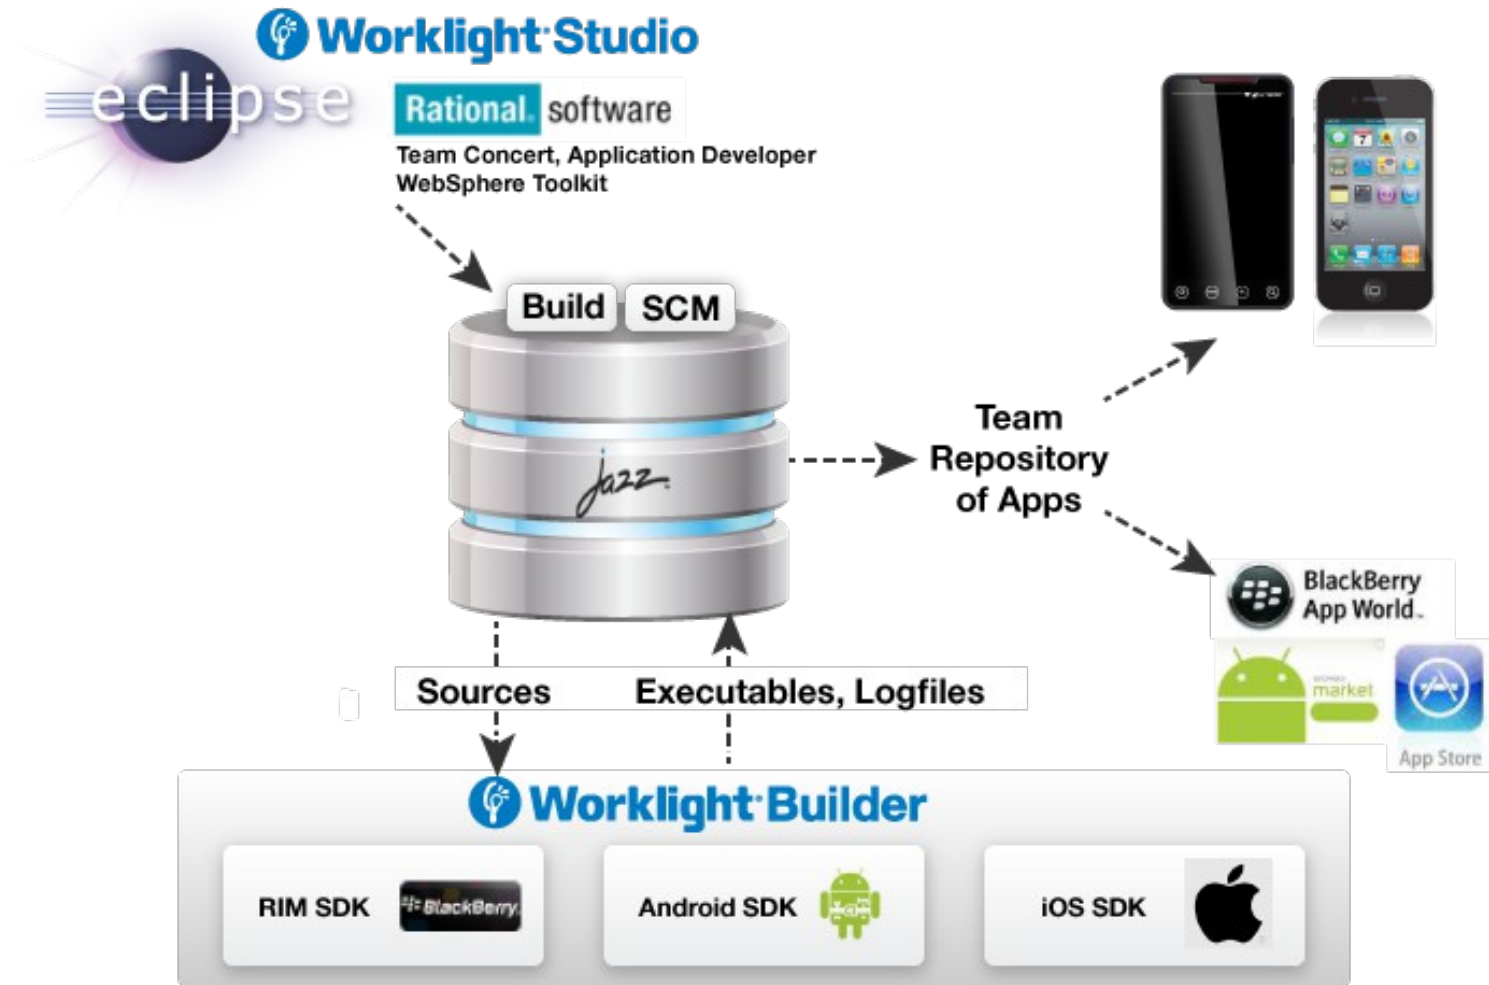 Worklight Studio
eclipse
Rational. software
Team Concert, Application Developer
WebSphere Toolkit
Build
SCM
Jazz
Team
Repository
of Apps
BlackBerry
App World
market
App Store
Sources
Executables, Logfiles
Worklight Builder
RIM SDK
BlackBerry
Android SDK
iOS SDK